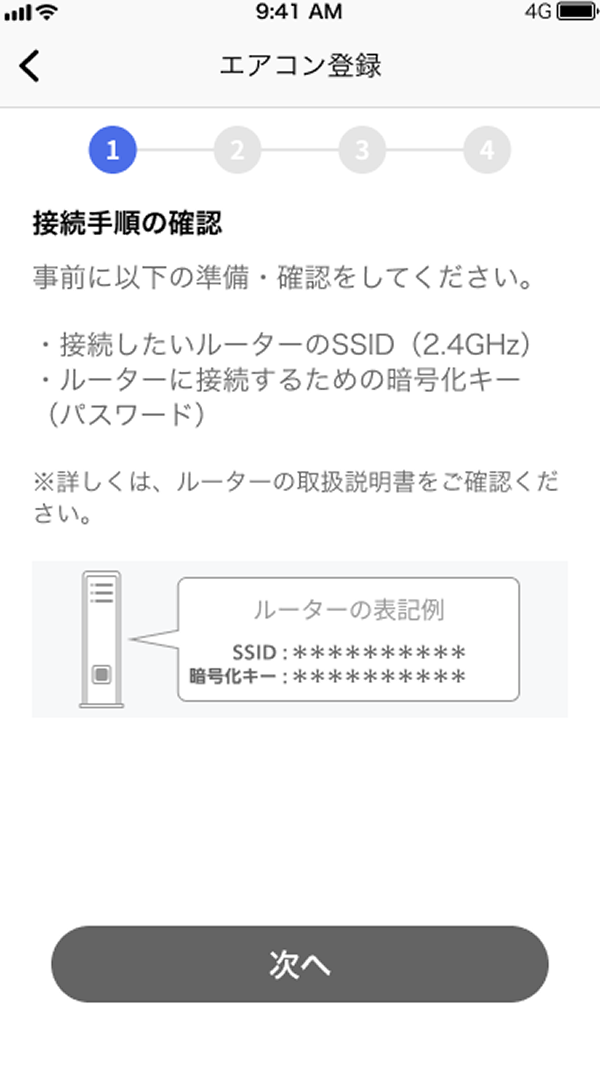 9:41 AM 4G
エアコン登録
1 2 3 4
接続手順の確認
事前に以下の準備・確認をしてください。
・接続したいルーターのSSID（2.4GHz）
・ルーターに接続するための暗号化キー
（パスワード）
※詳しくは、ルーターの取扱説明書をご確認くだ
さい。
ルーターの表記例
SSID : **********
暗号化キー : **********
次へ